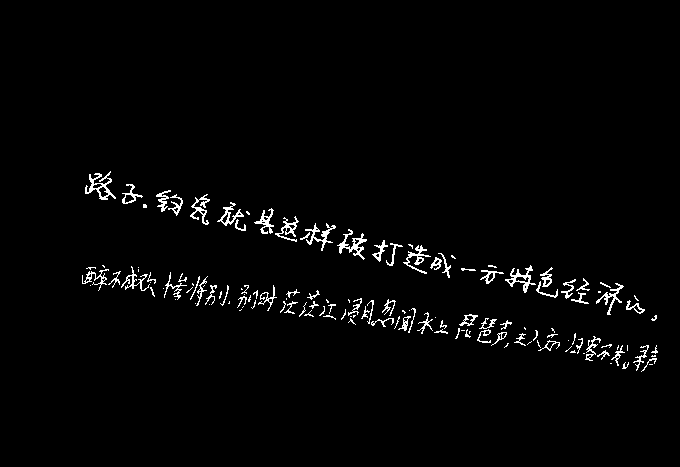 路子.钧瓷就是这样被打造成一方特色经济的。
醉不成欢惨将别,别时茫茫江浸月。忽闻水上琵琶声,主人忘归客不发。寻声